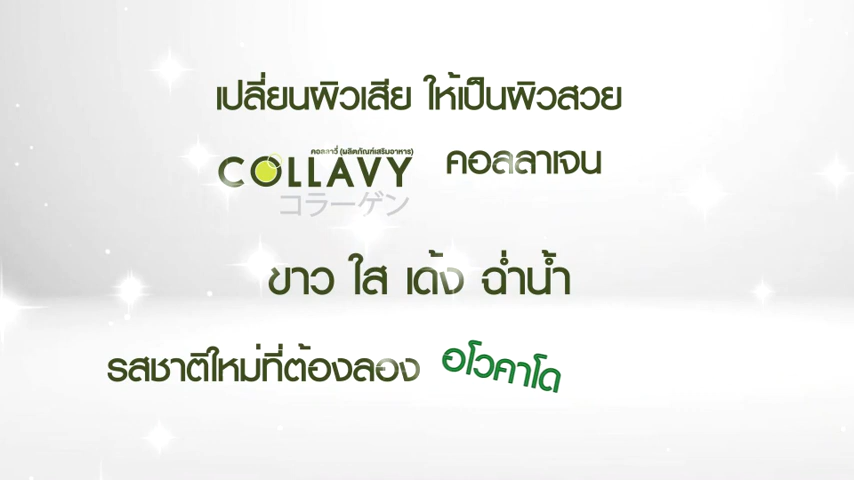 เปลี่ยนผิวเสีย ให้เป็นผิวสวย
คอลลาวี่ (ผลิตภัณฑ์เสริมอาหาร)
COLLAVY คอลลาเจน
コラーゲン
ขาว ใส เด้ง ฉ่ำน้ำ
รสชาติใหม่ที่ต้องลอง อโวคาโด